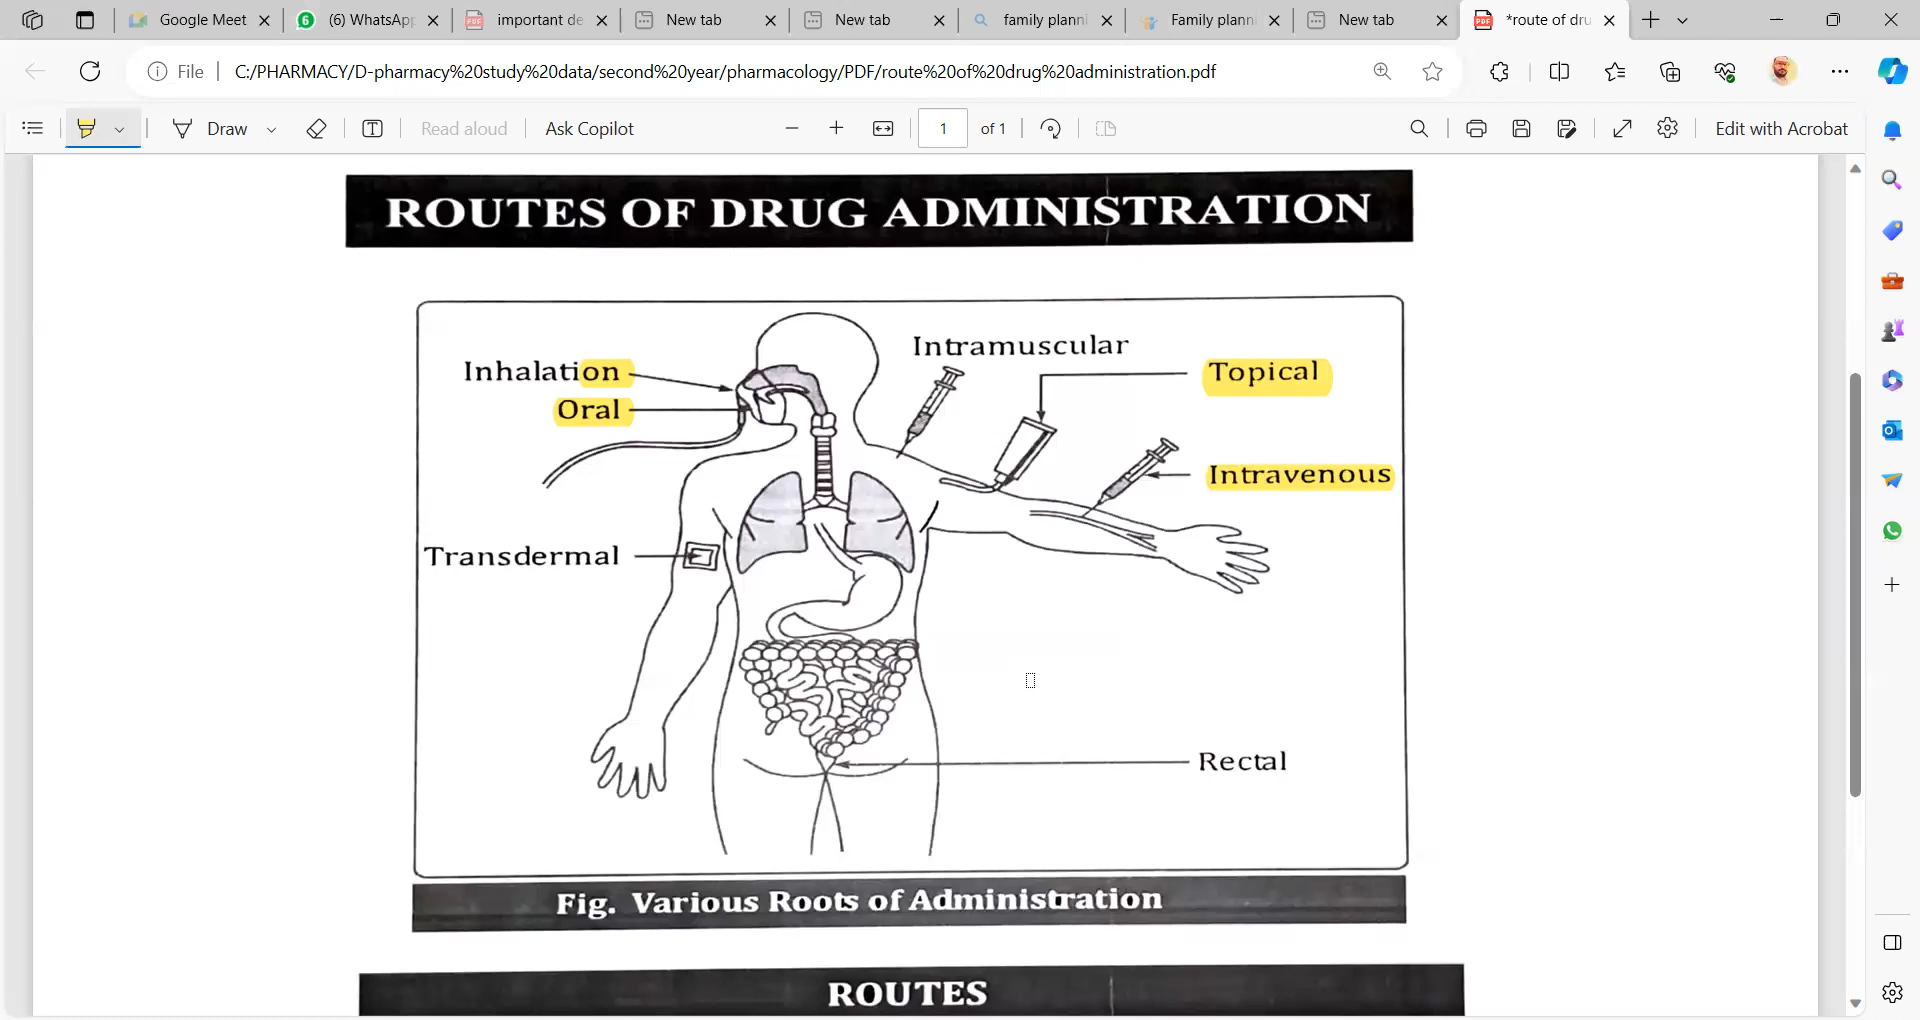 Google Meet
(6) WhatsApp
important de
New tab
New tab
family planni
Family planni
New tab
*route of dru
File
C:/PHARMACY/D-pharmacy%20study%20data/second%20year/pharmacology/PDF/route%20of%20drug%20administration.pdf
Draw
Read aloud
Ask Copilot
1
of 1
Edit with Acrobat
ROUTES OF DRUG ADMINISTRATION
Intramuscular
Inhalation
Topical
Oral
Intravenous
Transdermal
Rectal
Fig. Various Roots of Administration
ROUTES